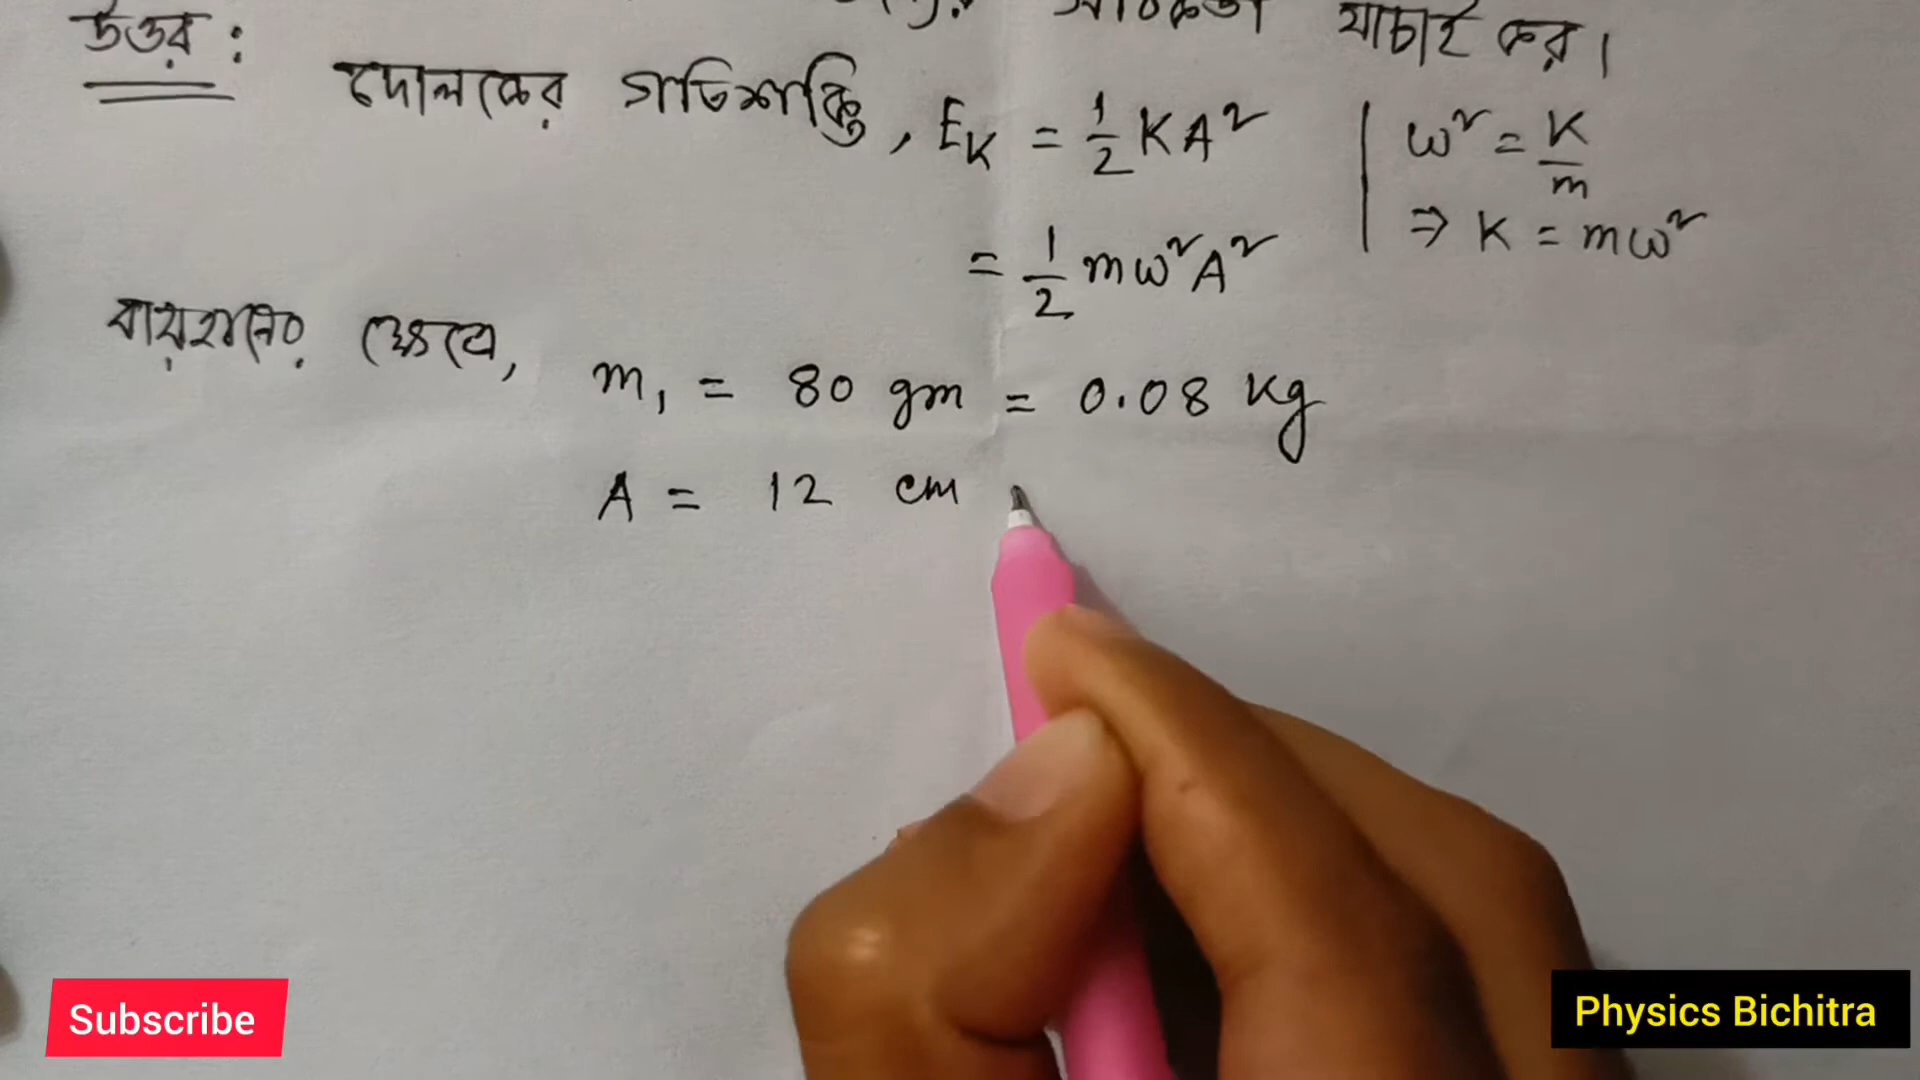 যাচাই কর।
উত্তর :
দোলকের গতিশক্তি, E_K = 1/2 KA²
= 1/2 mω²A²
ω² = K/m
⇒ K = mω²
ক্ষেত্রে, m₁ = 80 gm = 0.08 kg
A = 12 cm
Subscribe
Physics Bichitra